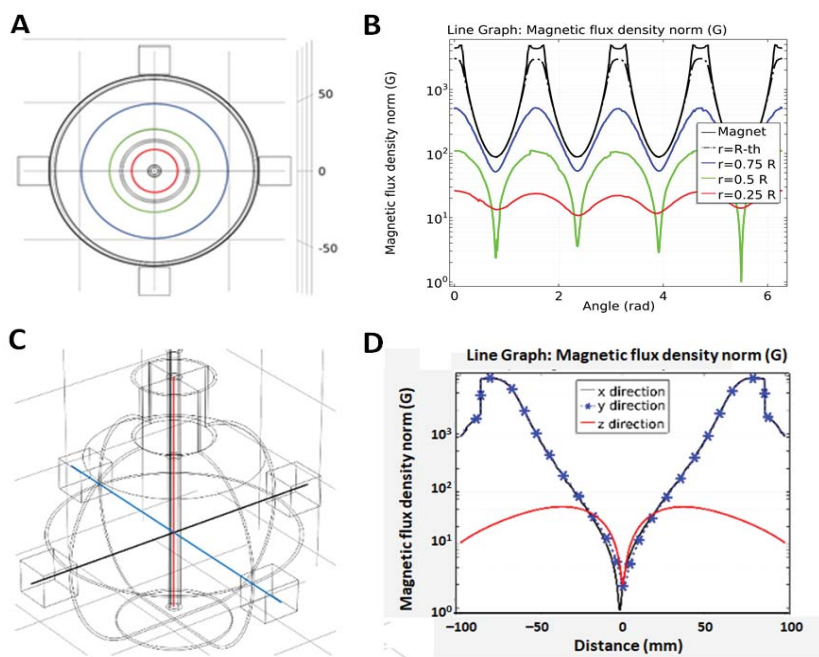 A
50
0
-50
B
Line Graph: Magnetic flux density norm (G)
Magnetic flux density norm (G)
10³
10²
10¹
10⁰
Magnet
r=R-th
r=0.75 R
r=0.5 R
r=0.25 R
0
2
4
6
Angle (rad)
C
D
Line Graph: Magnetic flux density norm (G)
Magnetic flux density norm (G)
10³
10²
10¹
10⁰
x direction
y direction
z direction
−100
−50
0
50
100
Distance (mm)